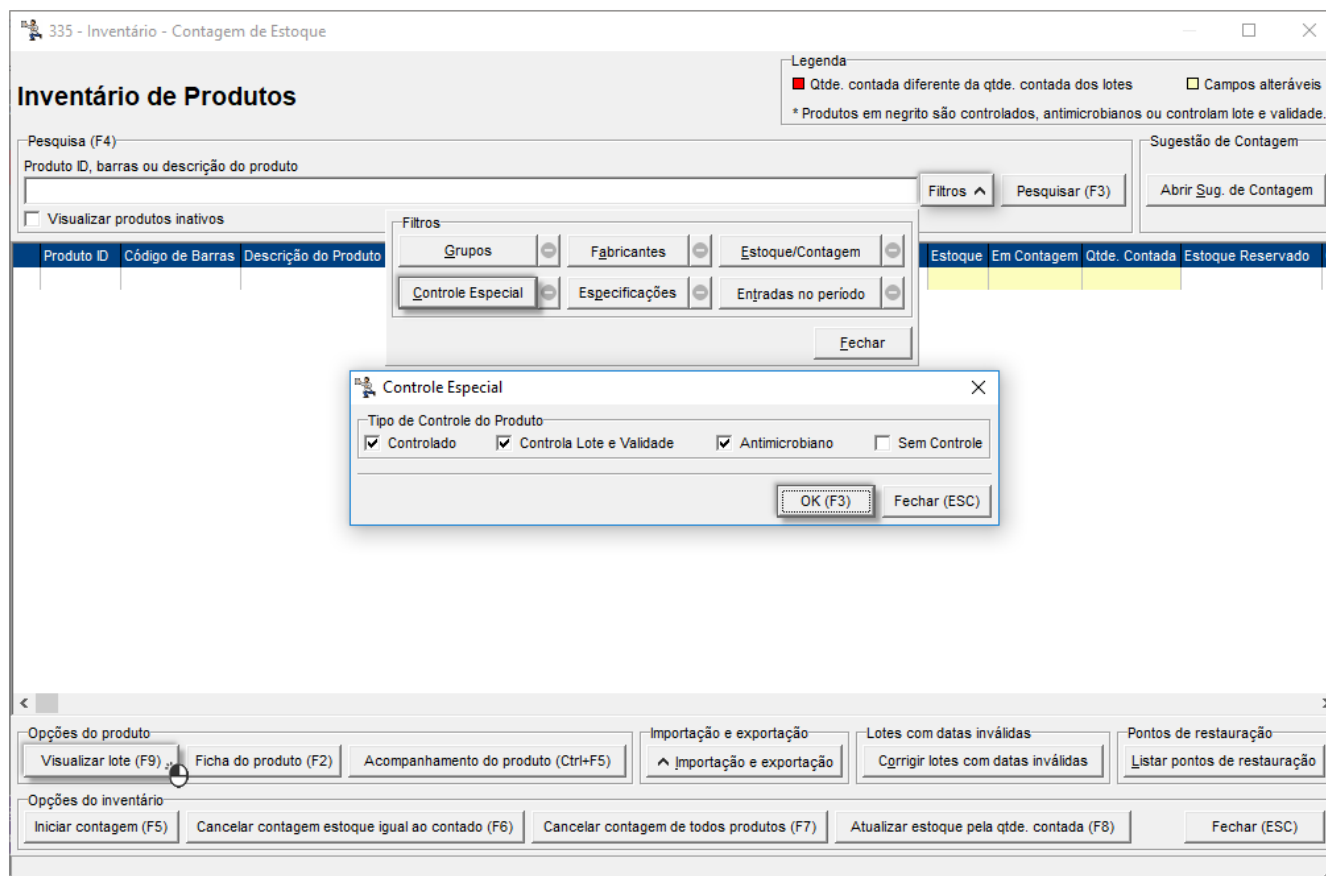 335 - Inventário - Contagem de Estoque
Inventário de Produtos
Legenda
Qtde. contada diferente da qtde. contada dos lotes
Campos alteráveis
* Produtos em negrito são controlados, antimicrobianos ou controlam lote e validade.
Pesquisa (F4)
Produto ID, barras ou descrição do produto
Filtros
Pesquisar (F3)
Visualizar produtos inativos
Sugestão de Contagem
Abrir Sug. de Contagem
Produto ID Código de Barras Descrição do Produto Estoque Em Contagem Qtde. Contada Estoque Reservado
Filtros
Grupos Fabricantes Estoque/Contagem
Controle Especial Especificações Entradas no período
Fechar
Controle Especial
Tipo de Controle do Produto
Controlado Controla Lote e Validade Antimicrobiano Sem Controle
OK (F3) Fechar (ESC)
Opções do produto
Visualizar lote (F9) Ficha do produto (F2) Acompanhamento do produto (Ctrl+F5)
Importação e exportação
Importação e exportação
Lotes com datas inválidas
Corrigir lotes com datas inválidas
Pontos de restauração
Listar pontos de restauração
Opções do inventário
Iniciar contagem (F5) Cancelar contagem estoque igual ao contado (F6) Cancelar contagem de todos produtos (F7) Atualizar estoque pela qtde. contada (F8) Fechar (ESC)